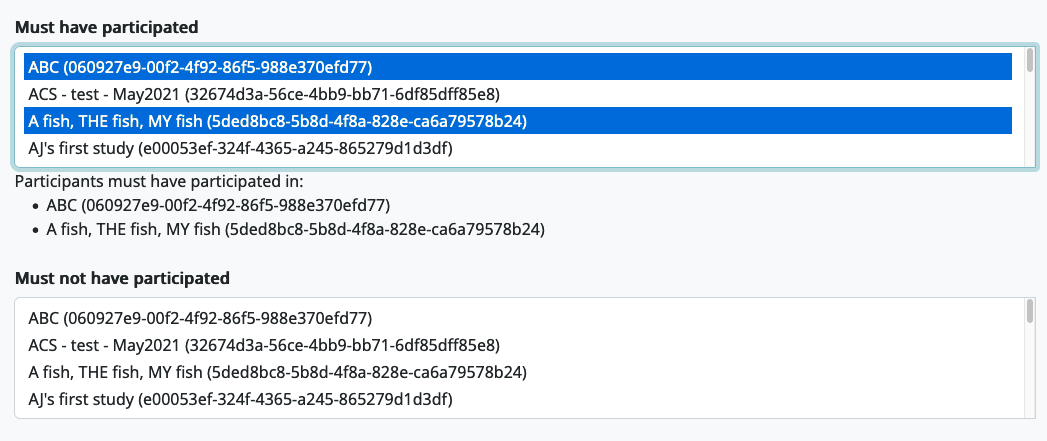 Must have participated
ABC (060927e9-00f2-4f92-86f5-988e370efd77)
ACS - test - May2021 (32674d3a-56ce-4bb9-bb71-6df85dff85e8)
A fish, THE fish, MY fish (5ded8bc8-5b8d-4f8a-828e-ca6a79578b24)
AJ's first study (e00053ef-324f-4365-a245-865279d1d3df)
Participants must have participated in:
• ABC (060927e9-00f2-4f92-86f5-988e370efd77)
• A fish, THE fish, MY fish (5ded8bc8-5b8d-4f8a-828e-ca6a79578b24)
Must not have participated
ABC (060927e9-00f2-4f92-86f5-988e370efd77)
ACS - test - May2021 (32674d3a-56ce-4bb9-bb71-6df85dff85e8)
A fish, THE fish, MY fish (5ded8bc8-5b8d-4f8a-828e-ca6a79578b24)
AJ's first study (e00053ef-324f-4365-a245-865279d1d3df)